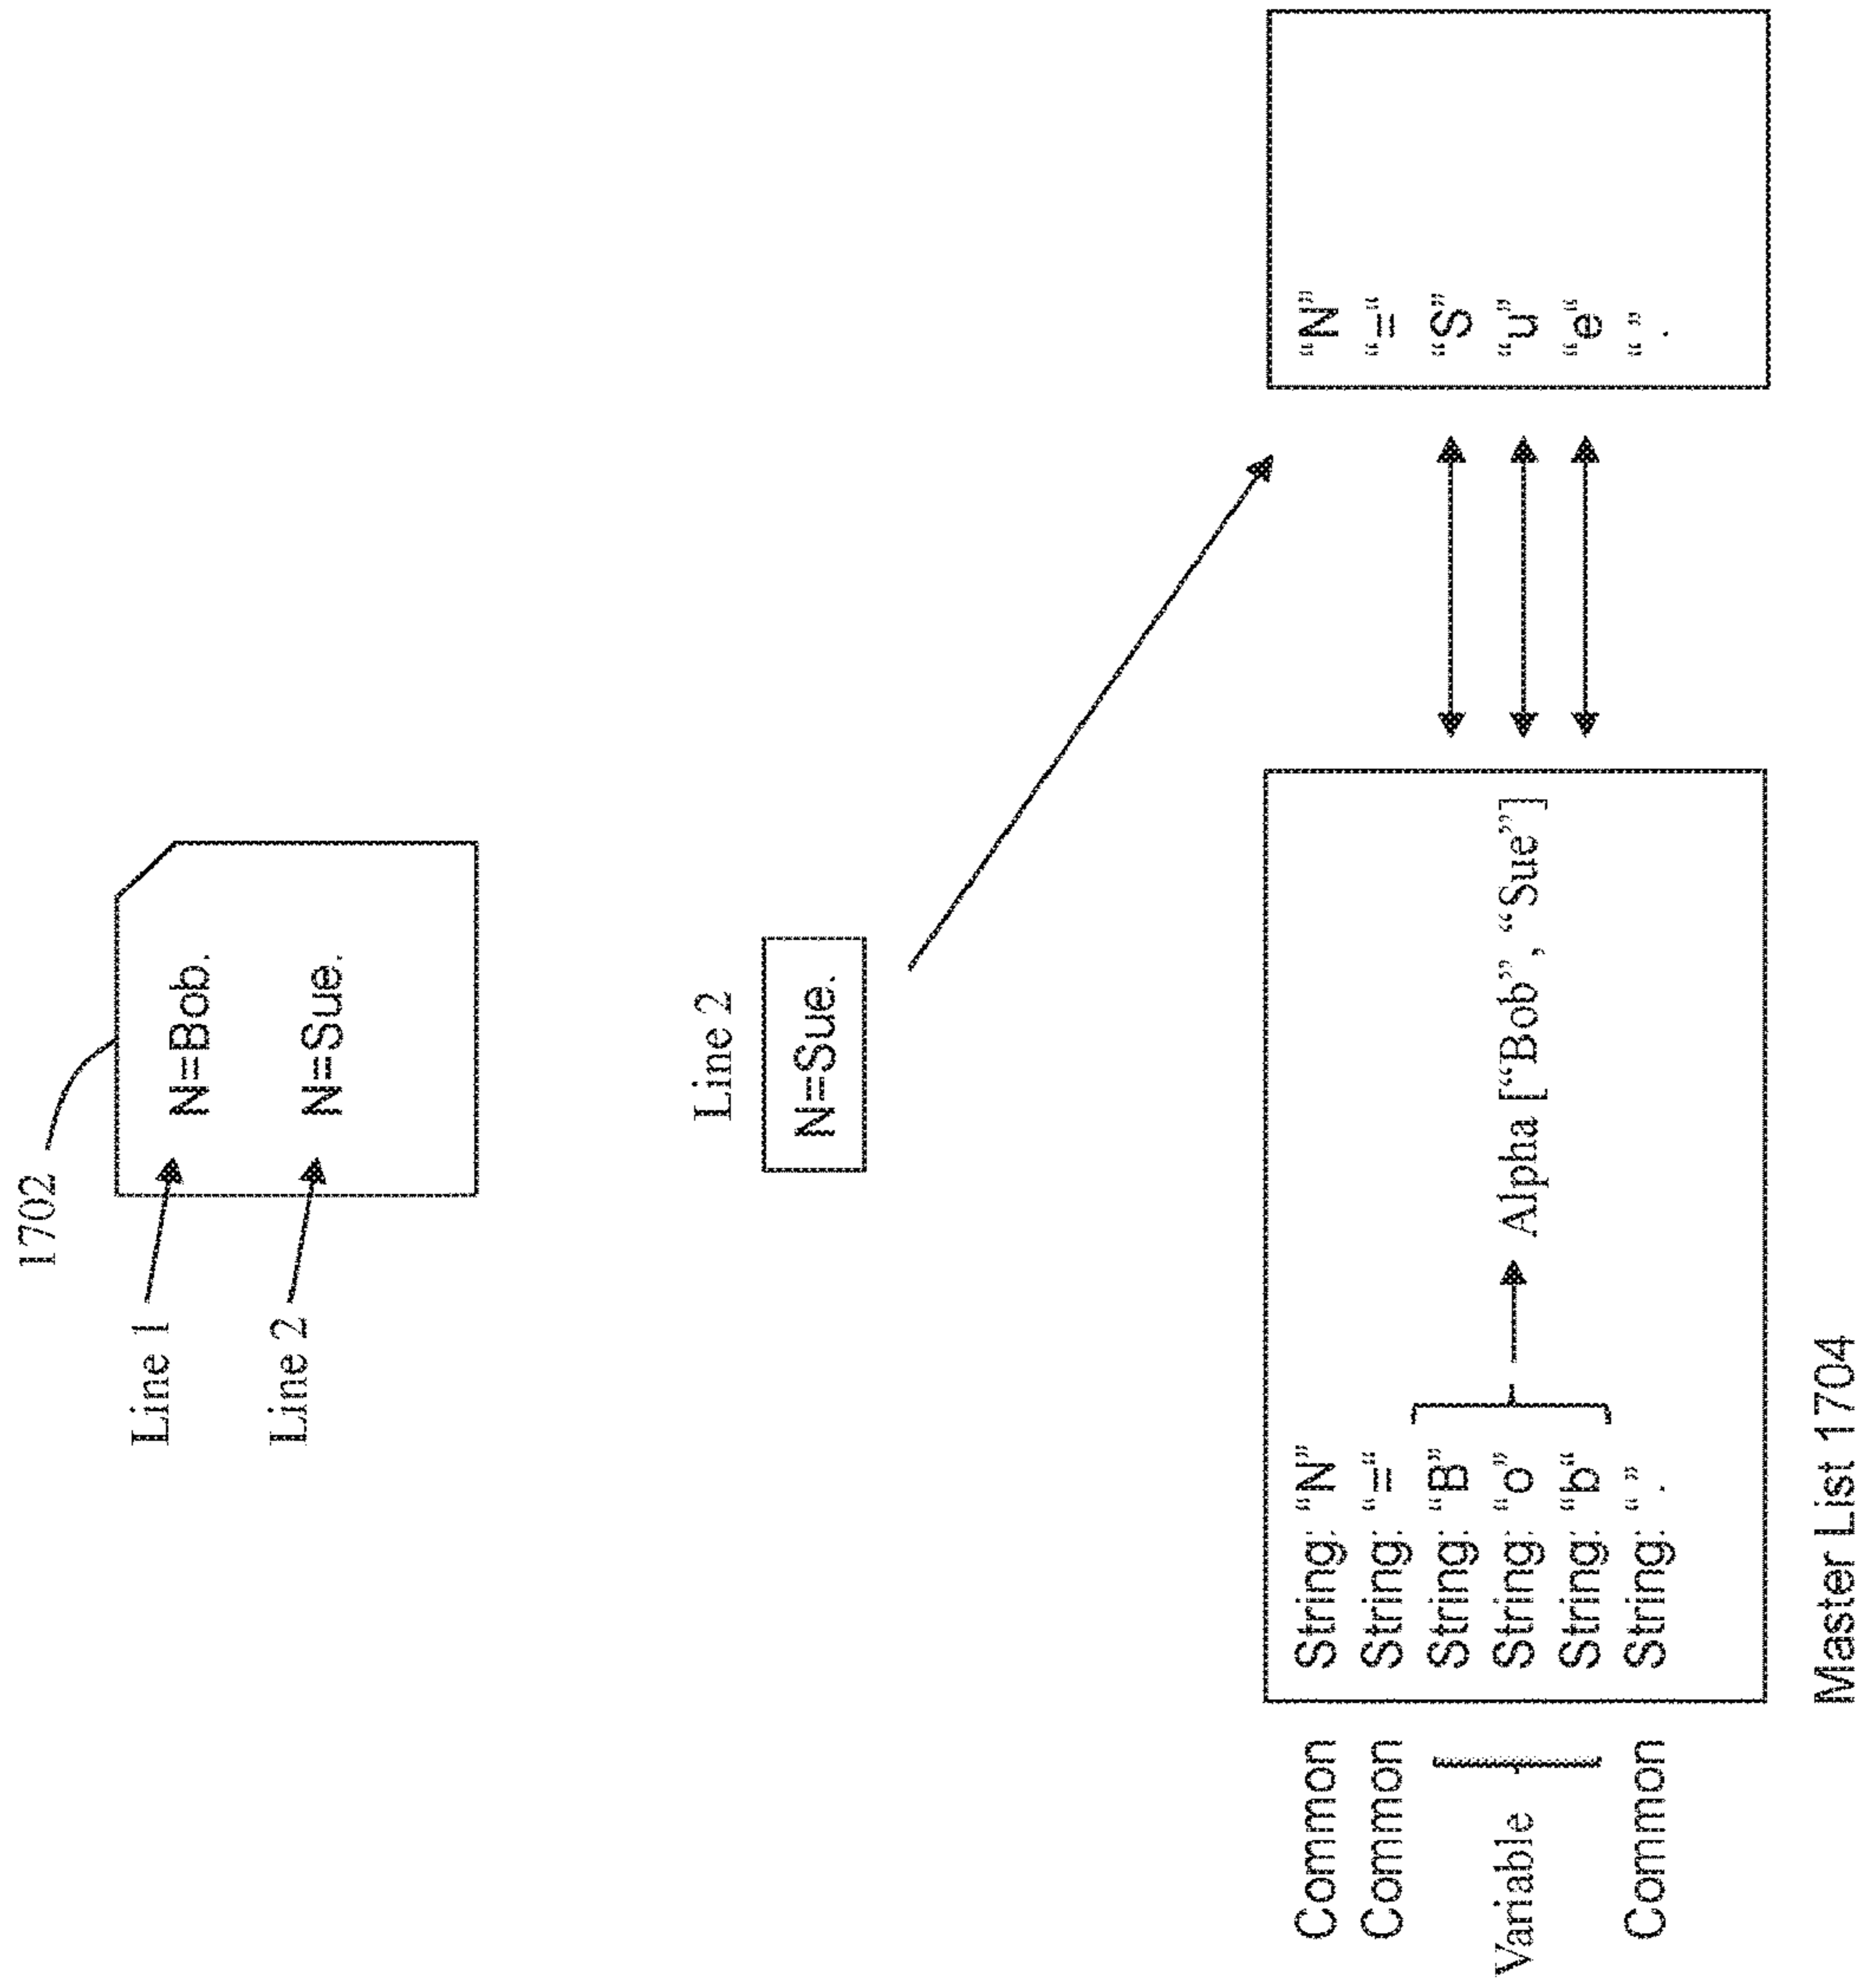 1702
Line 1
N=Bob.
Line 2
N=Sue.
Line 2
N=Sue.
Common
String: “N”
Common
String: “=“
Variable
String: “B”
String: “o”
String: “b“
Alpha [“Bob”, “Sue”]
Common
String: “.”
“N”
“=“
“S”
“u”
“e“
“.”
Master List 1704